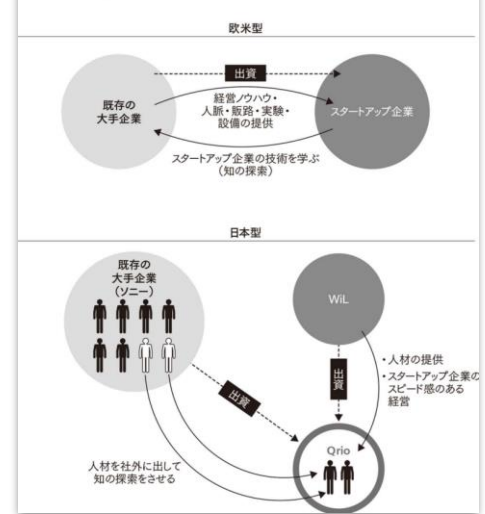 欧米型
出資
既存の
大手企業
経営ノウハウ・
人脈・販路・実験・
設備の提供
スタートアップ企業
スタートアップ企業の技術を学ぶ
(知の探索)
日本型
既存の
大手企業
(ソニー)
WiL
出資
出資
・人材の提供
・スタートアップ企業の
スピード感のある
経営
Qrio
人材を社外に出して
知の探索をさせる